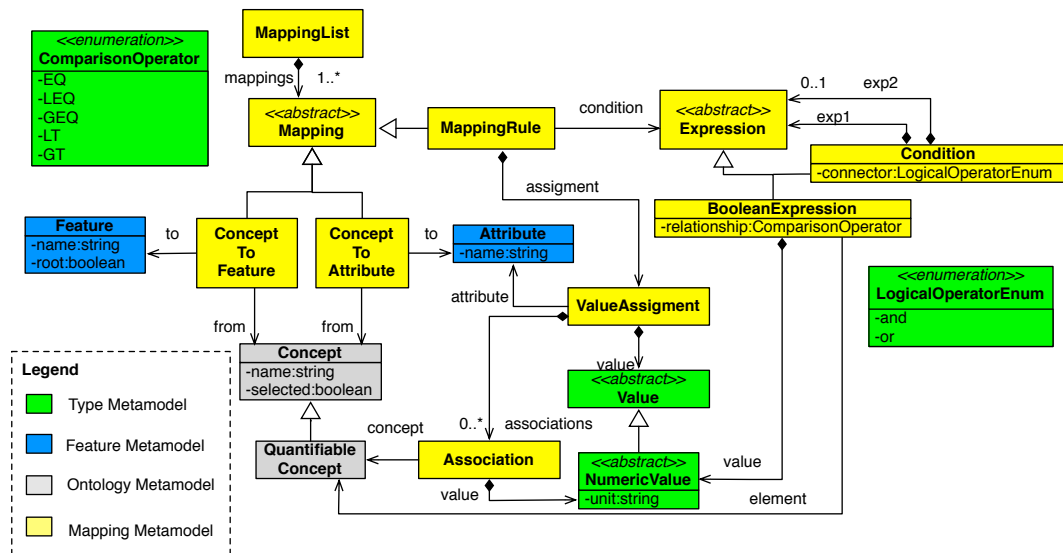 <<enumeration>>
ComparisonOperator
-EQ
-LEQ
-GEQ
-LT
-GT
MappingList
mappings
1..*
<<abstract>>
Mapping
MappingRule
condition
<<abstract>>
Expression
0..1
exp2
exp1
Condition
-connector:LogicalOperatorEnum
assigment
BooleanExpression
-relationship:ComparisonOperator
Feature
-name:string
-root:boolean
to
Concept
To
Feature
Concept
To
Attribute
to
Attribute
-name:string
<<enumeration>>
LogicalOperatorEnum
-and
-or
attribute
ValueAssigment
from
from
Concept
-name:string
-selected:boolean
value
<<abstract>>
Value
0..*
associations
concept
Quantifiable
Concept
Association
value
<<abstract>>
NumericValue
-unit:string
value
element
Legend
Type Metamodel
Feature Metamodel
Ontology Metamodel
Mapping Metamodel